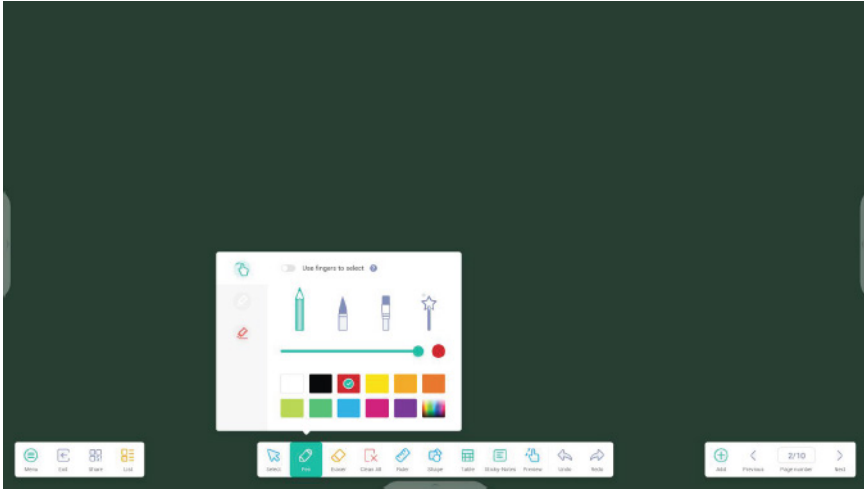 Use fingers to select ?
Menu Exit Share List
Select Pen Eraser Clean All Ruler Shape Table Sticky Notes Preview Undo Redo
2/10
Add Previous Page number Next